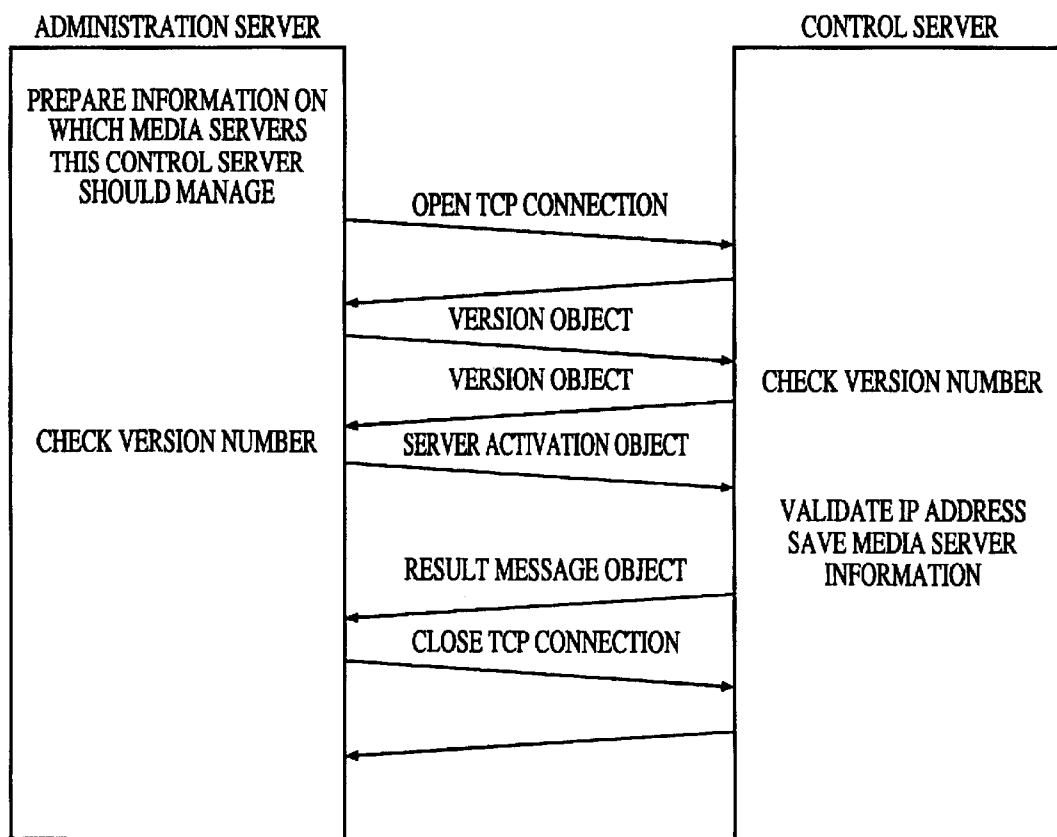 ADMINISTRATION SERVER
CONTROL SERVER
PREPARE INFORMATION ON
WHICH MEDIA SERVERS
THIS CONTROL SERVER
SHOULD MANAGE
OPEN TCP CONNECTION
VERSION OBJECT
VERSION OBJECT
CHECK VERSION NUMBER
CHECK VERSION NUMBER
SERVER ACTIVATION OBJECT
VALIDATE IP ADDRESS
SAVE MEDIA SERVER
INFORMATION
RESULT MESSAGE OBJECT
CLOSE TCP CONNECTION